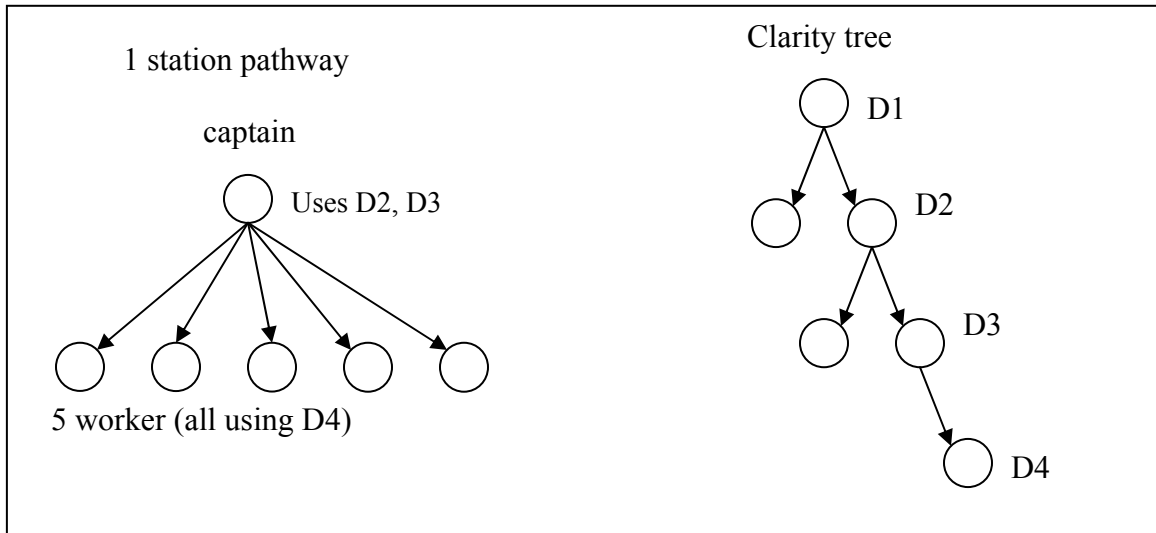 1 station pathway
captain
Uses D2, D3
5 worker (all using D4)
Clarity tree
D1
D2
D3
D4